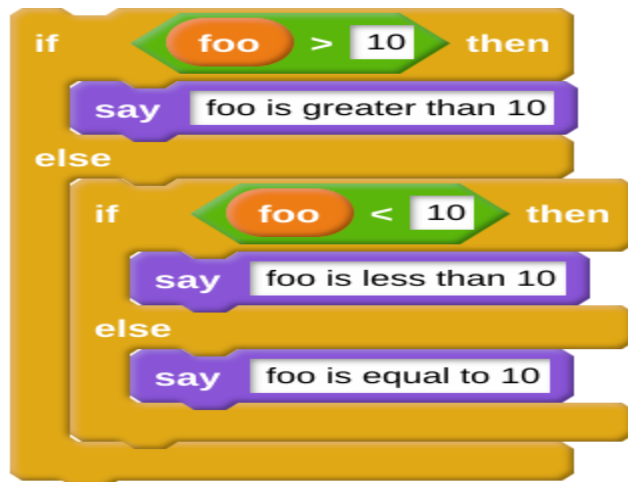 if foo > 10 then
say foo is greater than 10
else
if foo < 10 then
say foo is less than 10
else
say foo is equal to 10